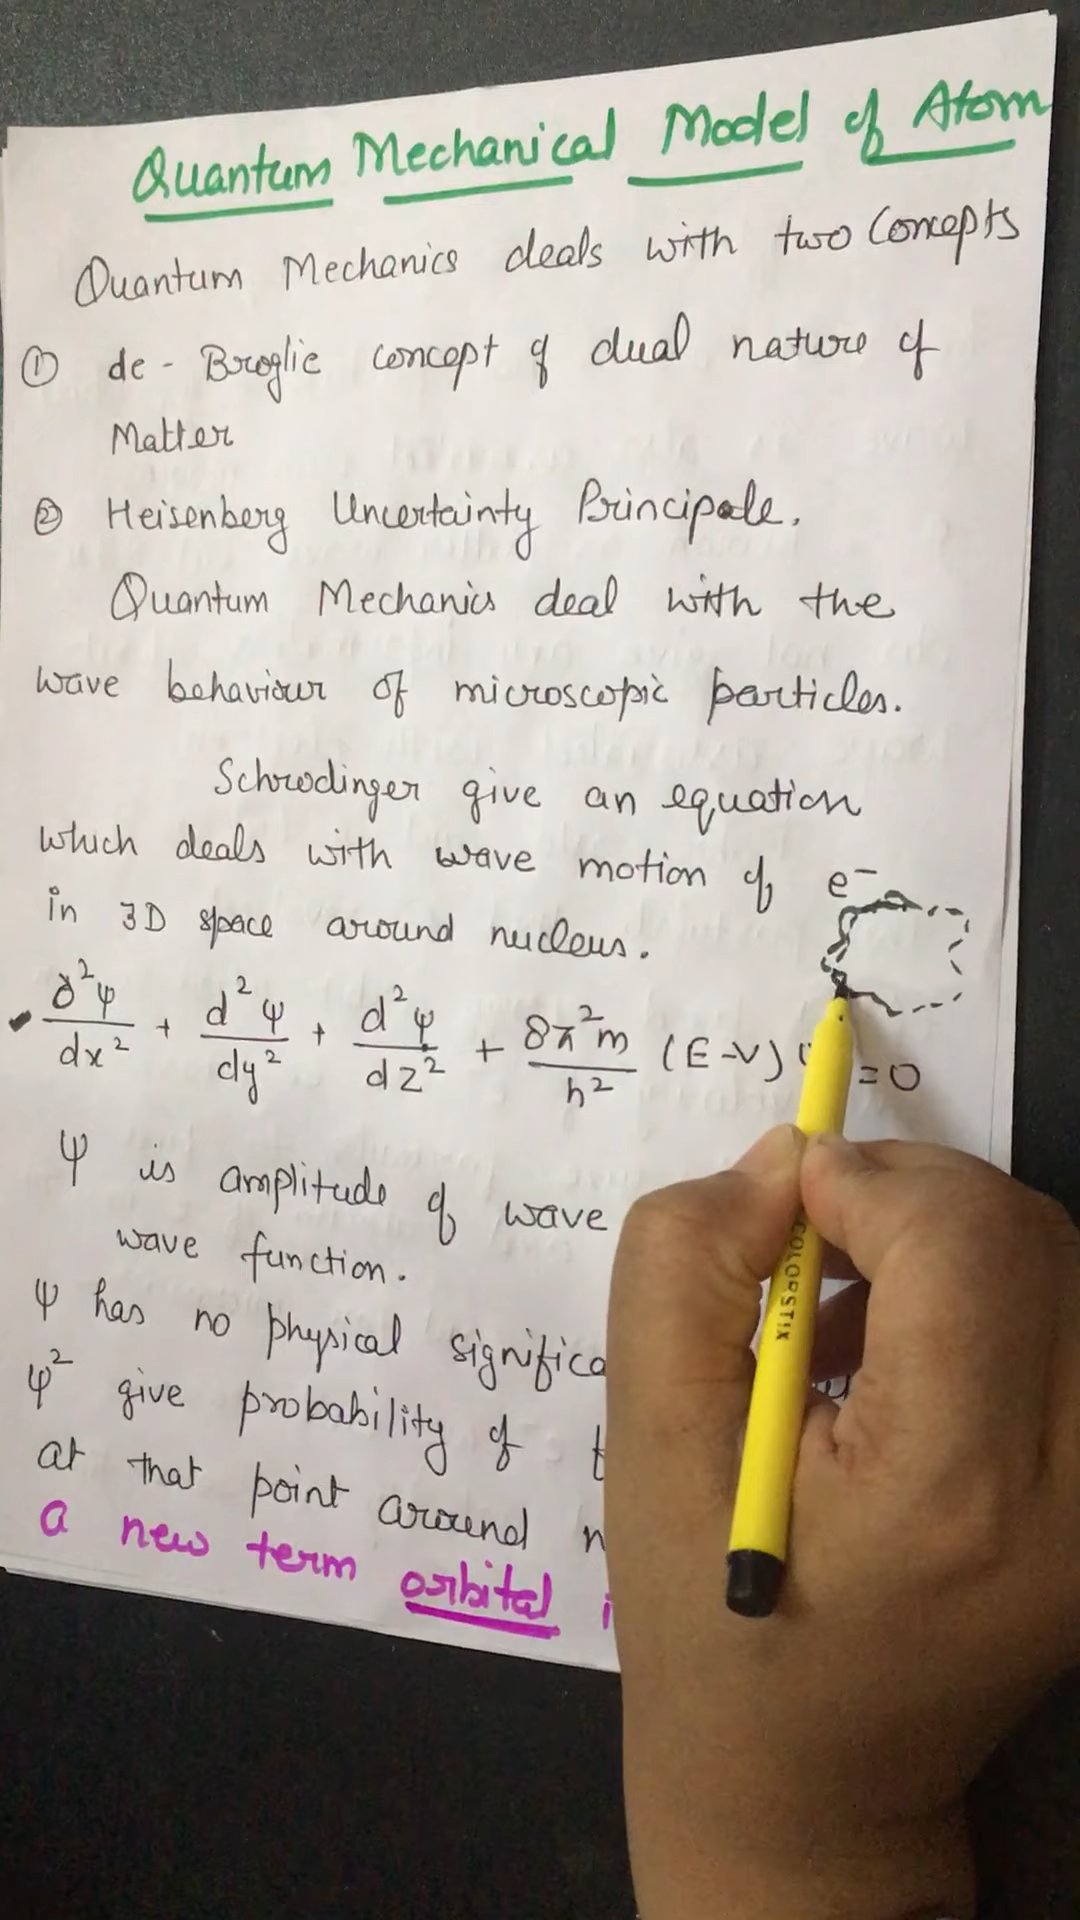 Quantum Mechanical Model of Atom
Quantum Mechanics deals with two Concepts
① de - Broglie concept of dual nature of
Matter
② Heisenberg Uncertainty Principale.
Quantum Mechanics deal with the
wave behaviour of microscopic particles.
Schrodinger give an equation
which deals with wave motion of e⁻
in 3D space around nucleus.
∂²ψ/dx² + d²ψ/dy² + d²ψ/dz² + 8π²m/h² (E-V) =0
ψ is amplitude of wave
wave function.
ψ has no physical
ψ² give probability of
at that point around
a new term orbital
COLORSTIX